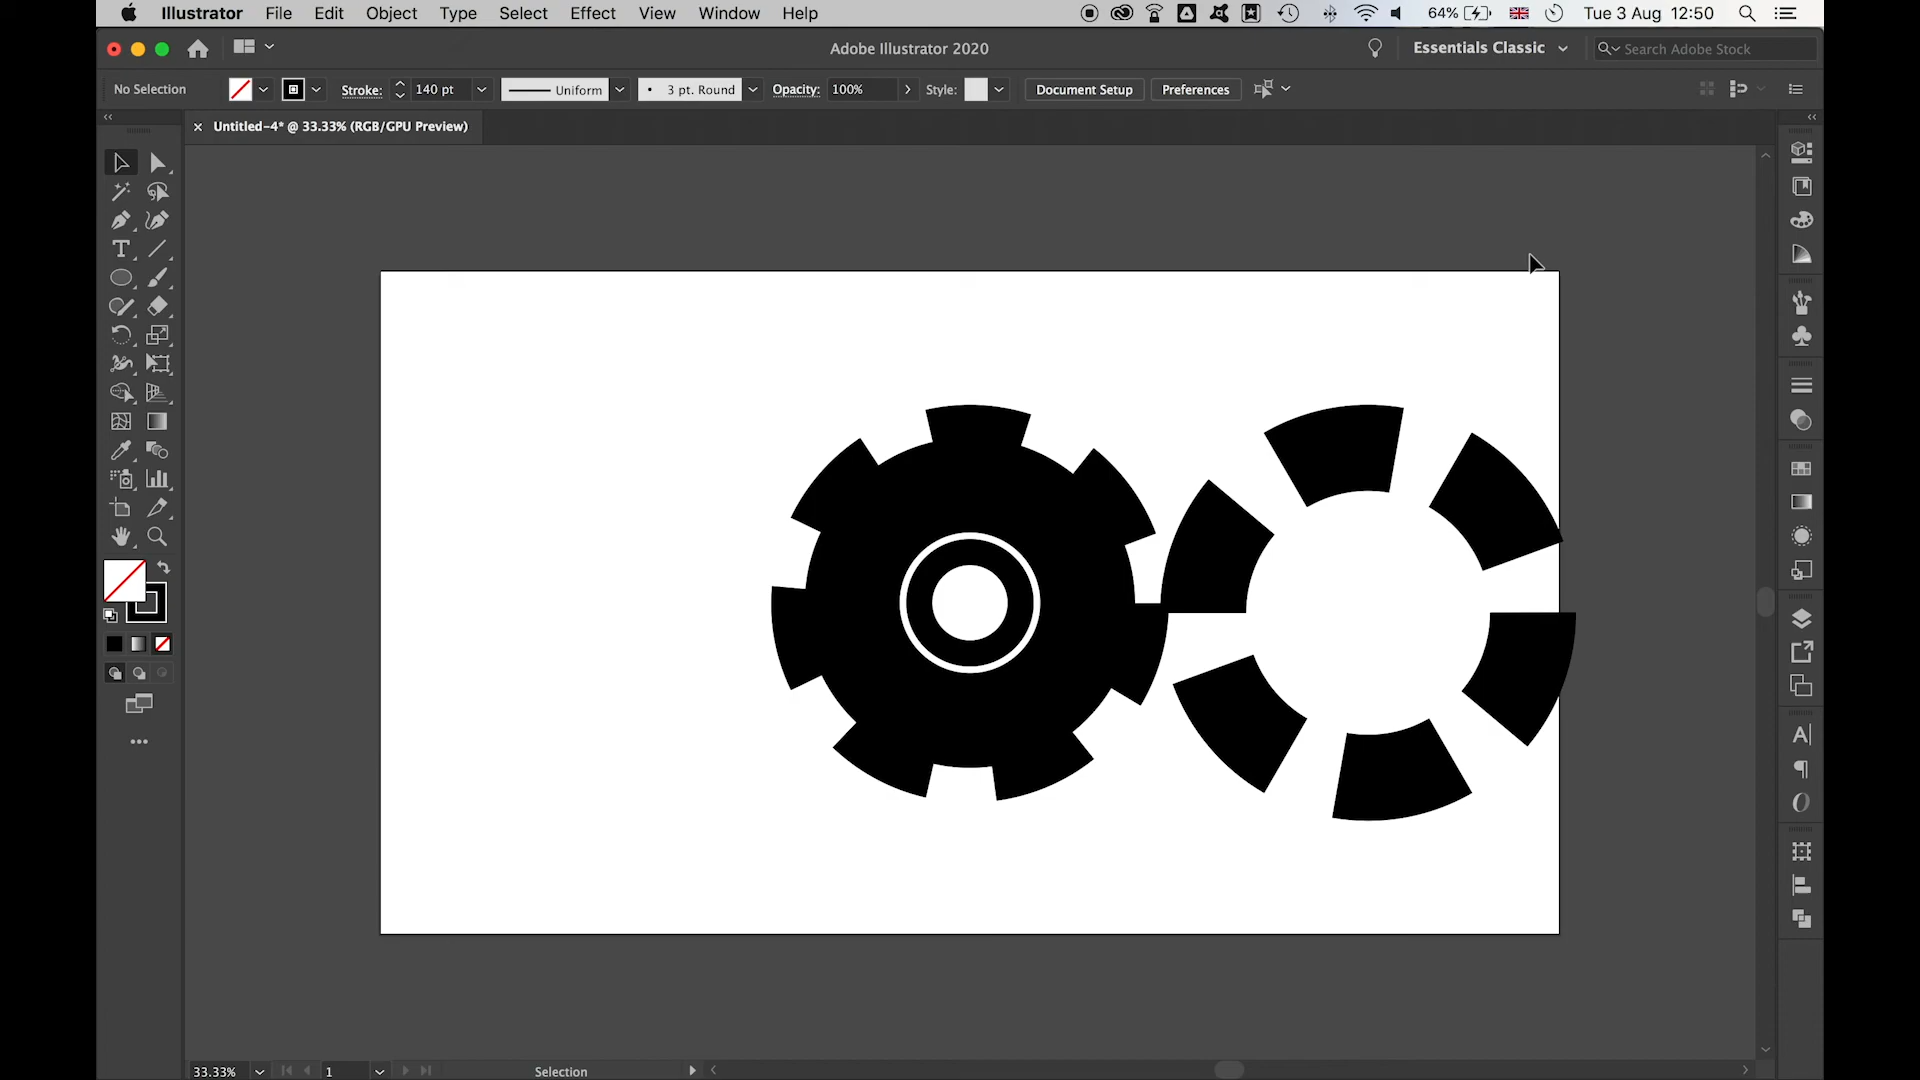 Illustrator File Edit Object Type Select Effect View Window Help 64% Tue 3 Aug 12:50
Adobe Illustrator 2020 Essentials Classic Search Adobe Stock
No Selection Stroke: 140 pt Uniform 3 pt. Round Opacity: 100% Style: Document Setup Preferences
Untitled-4* @ 33.33% (RGB/GPU Preview)
33.33% 1 Selection